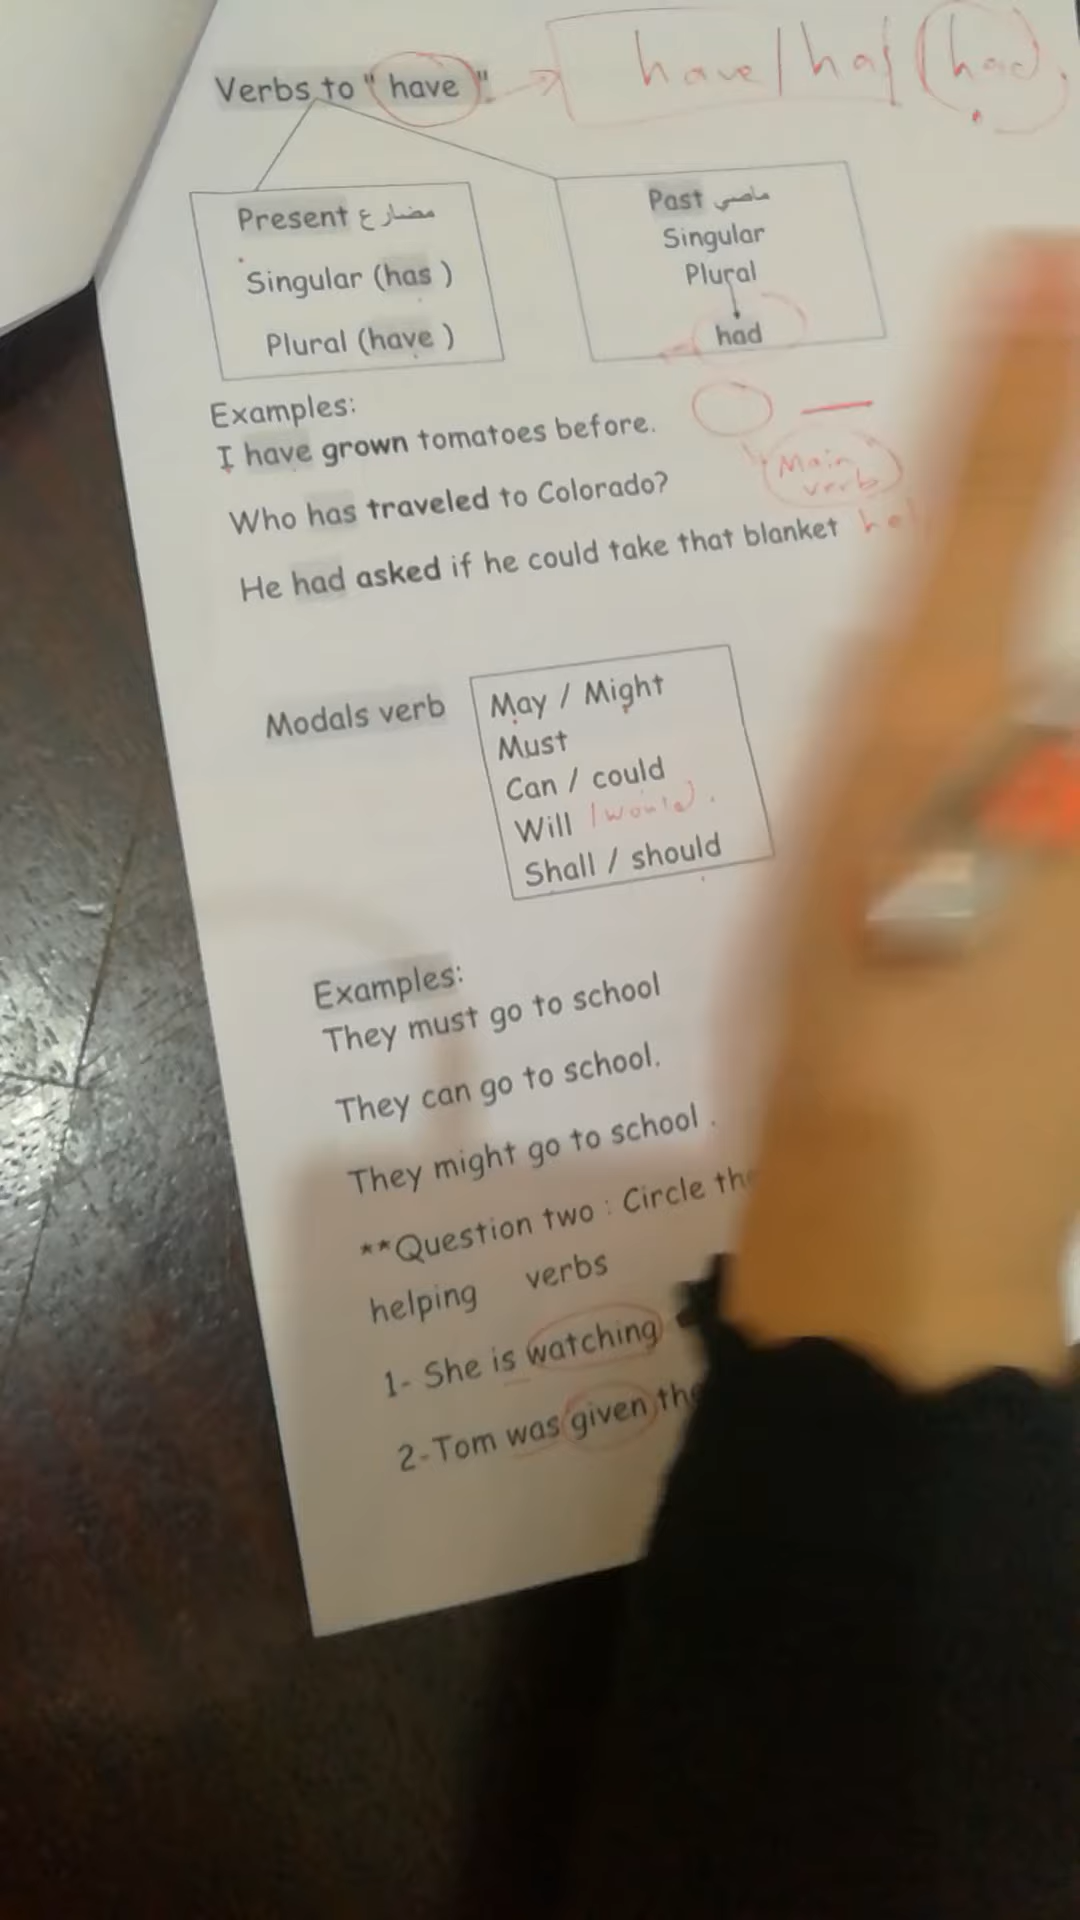 Verbs to "have" have / has (had)
Present مضارع
Singular (has )
Plural (have )
Past ماضي
Singular
Plural
had
Examples:
I have grown tomatoes before.
Main verb
Who has traveled to Colorado?
He had asked if he could take that blanket
Modals verb
May / Might
Must
Can / could
Will /would.
Shall / should
Examples:
They must go to school
They can go to school.
They might go to school .
**Question two : Circle
helping verbs
1- She is watching
2-Tom was given